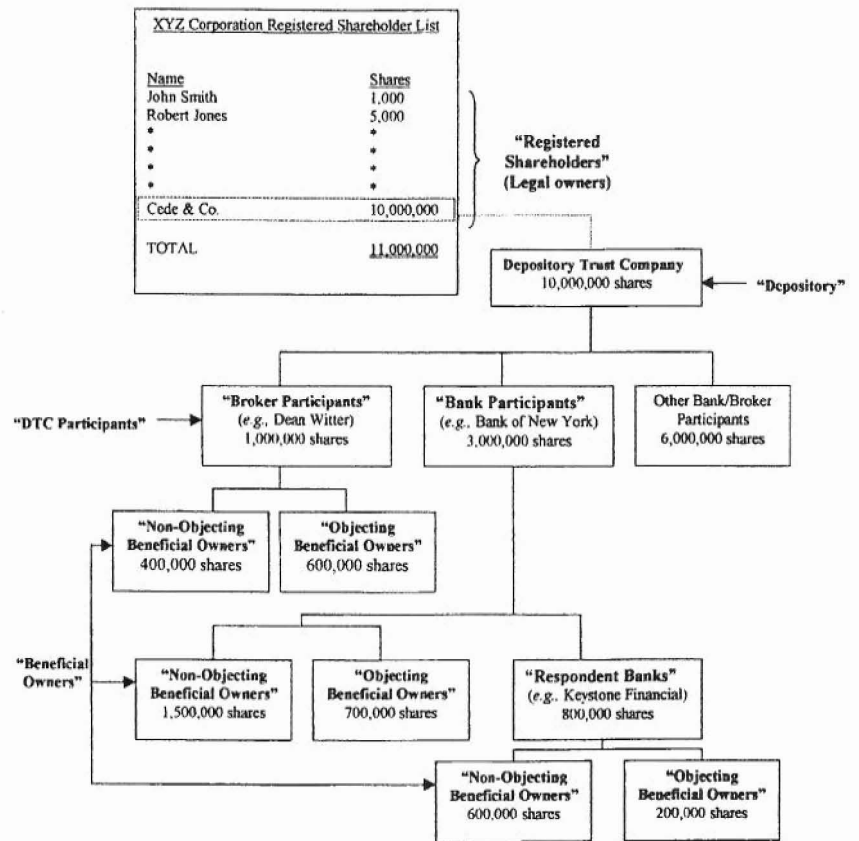 XYZ Corporation Registered Shareholder List
Name Shares
John Smith 1,000
Robert Jones 5,000
* *
* *
* *
* *
Cede & Co. 10,000,000
TOTAL 11,000,000
"Registered
Shareholders"
(Legal owners)
Depository Trust Company
10,000,000 shares
"Depository"
"DTC Participants"
"Broker Participants"
(e.g., Dean Witter)
1,000,000 shares
"Bank Participants"
(e.g., Bank of New York)
3,000,000 shares
Other Bank/Broker
Participants
6,000,000 shares
"Non-Objecting
Beneficial Owners"
400,000 shares
"Objecting
Beneficial Owners"
600,000 shares
"Beneficial
Owners"
"Non-Objecting
Beneficial Owners"
1,500,000 shares
"Objecting
Beneficial Owners"
700,000 shares
"Respondent Banks"
(e.g., Keystone Financial)
800,000 shares
"Non-Objecting
Beneficial Owners"
600,000 shares
"Objecting
Beneficial Owners"
200,000 shares